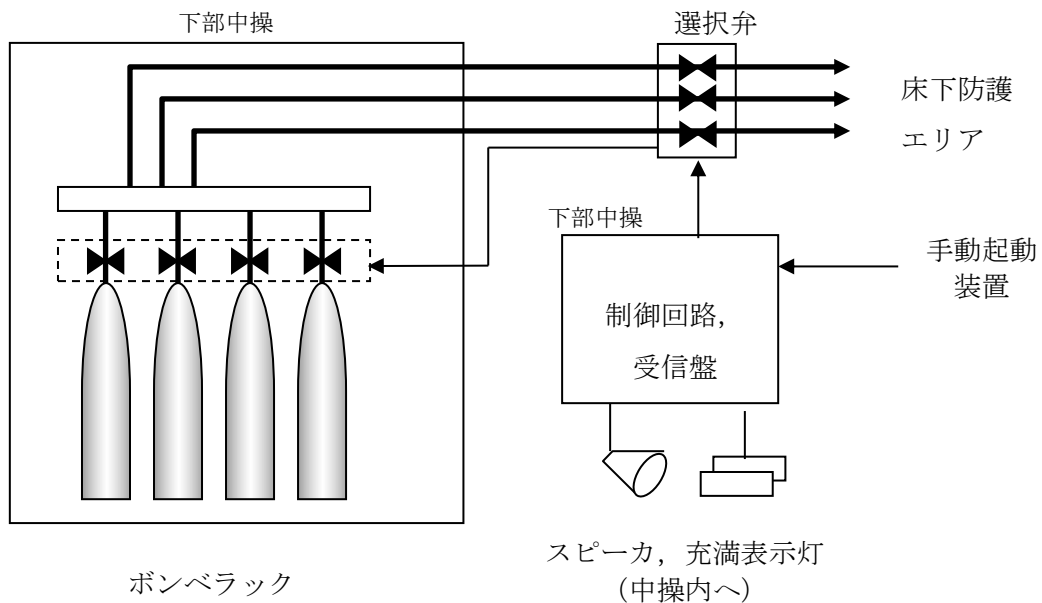 下部中操
選択弁
床下防護
エリア
下部中操
手動起動
装置
制御回路，
受信盤
スピーカ，充満表示灯
（中操内へ）
ボンベラック